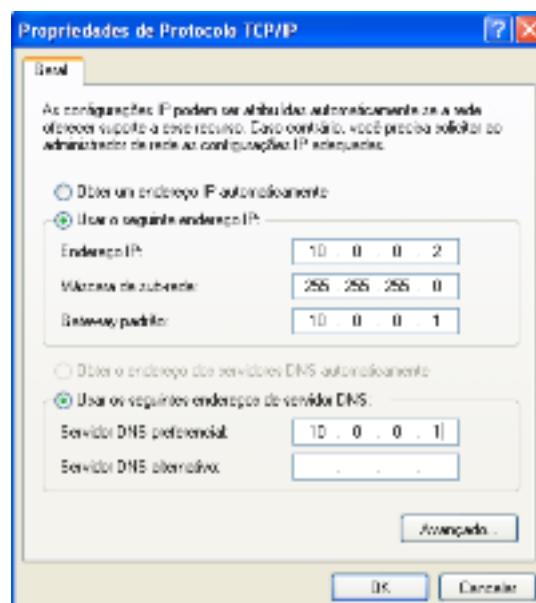 Propriedades de Protocolo TCP/IP
Geral
As configurações IP podem ser atribuídas automaticamente se a rede
oferecer suporte a esse recurso. Caso contrário, você precisa solicitar ao
administrador de rede as configurações IP adequadas.
Obter um endereço IP automaticamente
Usar o seguinte endereço IP:
Endereço IP: 10 . 0 . 0 . 2
Máscara de sub-rede: 255 . 255 . 255 . 0
Gateway padrão: 10 . 0 . 0 . 1
Obter o endereço dos servidores DNS automaticamente
Usar os seguintes endereços de servidor DNS:
Servidor DNS preferencial: 10 . 0 . 0 . 1
Servidor DNS alternativo: . . .
Avançado...
OK Cancelar